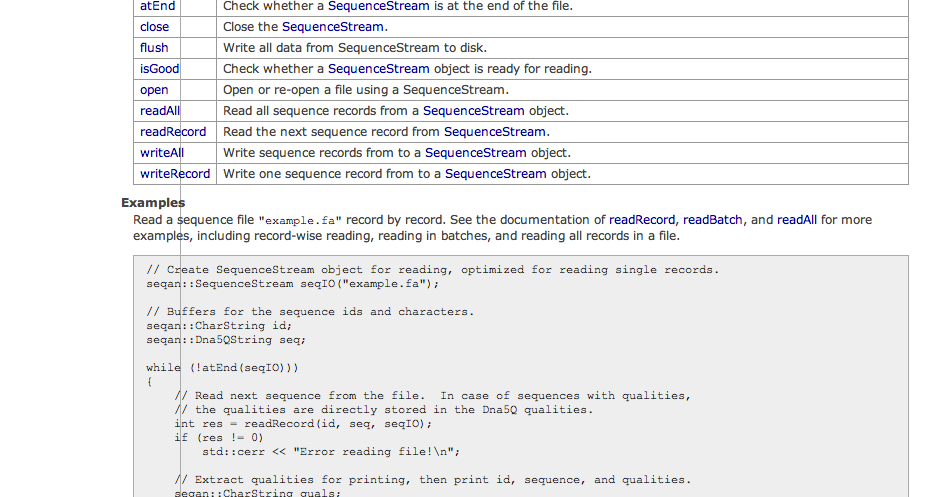 atEnd Check whether a SequenceStream is at the end of the file.
close Close the SequenceStream.
flush Write all data from SequenceStream to disk.
isGood Check whether a SequenceStream object is ready for reading.
open Open or re-open a file using a SequenceStream.
readAll Read all sequence records from a SequenceStream object.
readRecord Read the next sequence record from SequenceStream.
writeAll Write sequence records from to a SequenceStream object.
writeRecord Write one sequence record from to a SequenceStream object.
Examples
Read a sequence file "example.fa" record by record. See the documentation of readRecord, readBatch, and readAll for more
examples, including record-wise reading, reading in batches, and reading all records in a file.
// Create SequenceStream object for reading, optimized for reading single records.
seqan::SequenceStream seqIO("example.fa");
// Buffers for the sequence ids and characters.
seqan::CharString id;
seqan::Dna5QString seq;
while (!atEnd(seqIO)))
{
// Read next sequence from the file.  In case of sequences with qualities,
// the qualities are directly stored in the Dna5Q qualities.
int res = readRecord(id, seq, seqIO);
if (res != 0)
std::cerr << "Error reading file!\n";
// Extract qualities for printing, then print id, sequence, and qualities.
seqan::CharString quals;